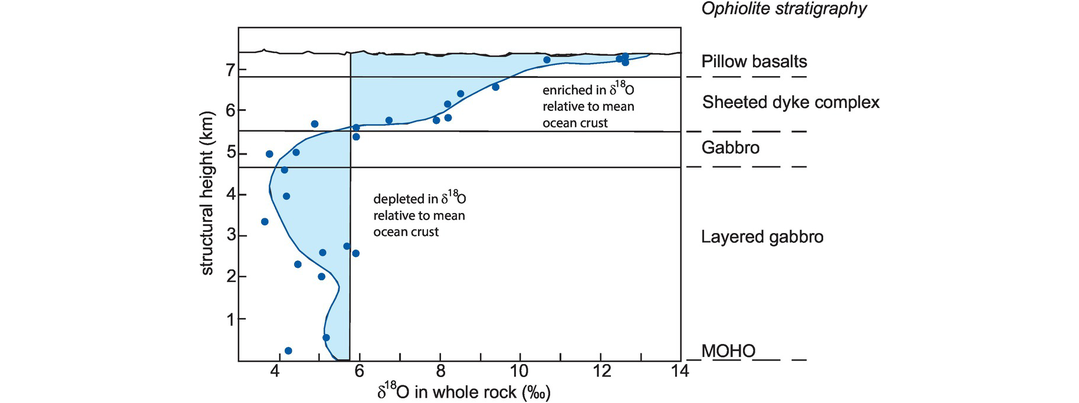 Ophiolite stratigraphy
7
6
5
4
3
2
1
structural height (km)
enriched in δ¹⁸O
relative to mean
ocean crust
depleted in δ¹⁸O
relative to mean
ocean crust
Pillow basalts
Sheeted dyke complex
Gabbro
Layered gabbro
MOHO
4 6 8 10 12 14
δ¹⁸O in whole rock (‰)